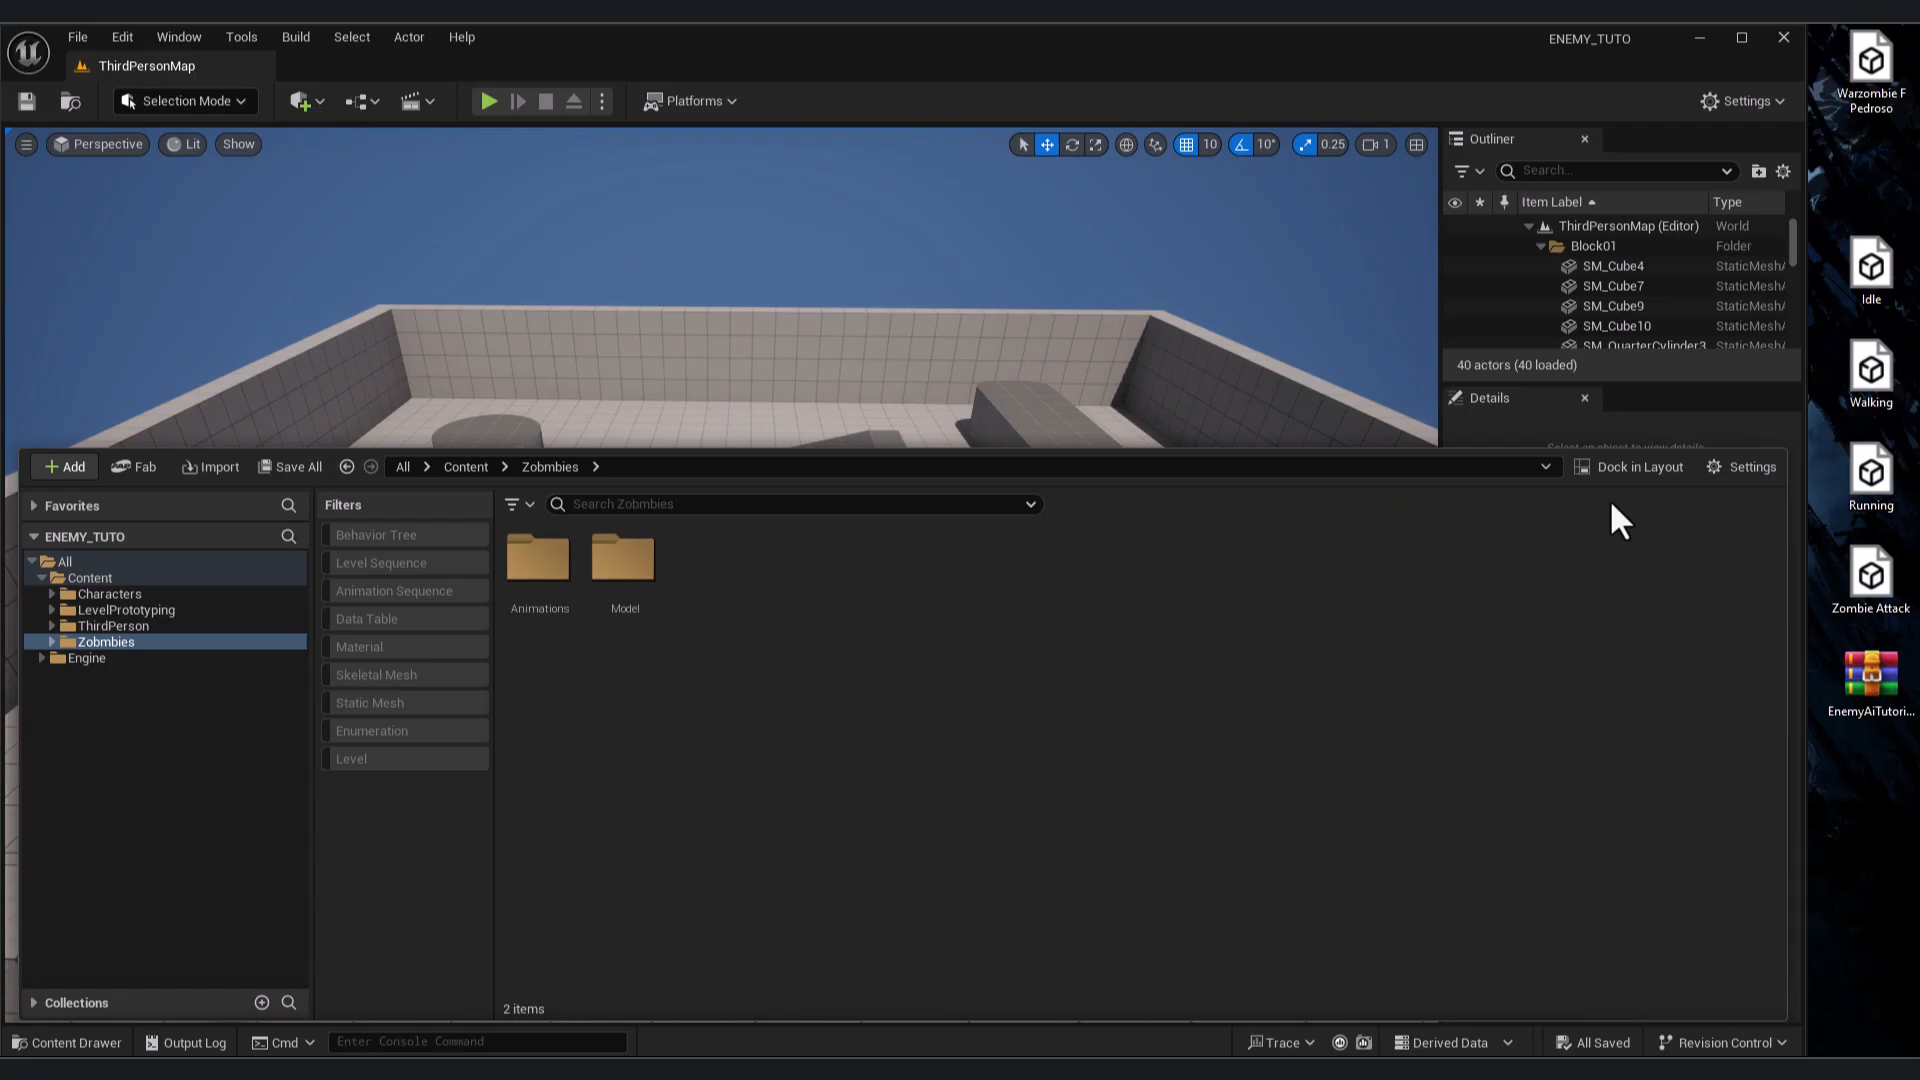 File Edit Window Tools Build Select Actor Help
ENEMY_TUTO
ThirdPersonMap
Selection Mode
Platforms
Settings
Perspective Lit Show
10 10° 0.25 1
Outliner
Search...
Item Label Type
ThirdPersonMap (Editor) World
Block01 Folder
SM_Cube4 StaticMeshA
SM_Cube7 StaticMeshA
SM_Cube9 StaticMeshA
SM_Cube10 StaticMeshA
SM_QuarterCylinder3 StaticMeshA
40 actors (40 loaded)
Details
Select an object to view details.
Add Fab Import Save All All Content Zobmbies Dock in Layout Settings
Favorites
ENEMY_TUTO
All
Content
Characters
LevelPrototyping
ThirdPerson
Zobmbies
Engine
Collections
Filters
Behavior Tree
Level Sequence
Animation Sequence
Data Table
Material
Skeletal Mesh
Static Mesh
Enumeration
Level
Search Zobmbies
Animations Model
2 items
Content Drawer Output Log Cmd Enter Console Command Trace Derived Data All Saved Revision Control
Warzombie F
Pedroso
Idle
Walking
Running
Zombie Attack
EnemyAiTutori...